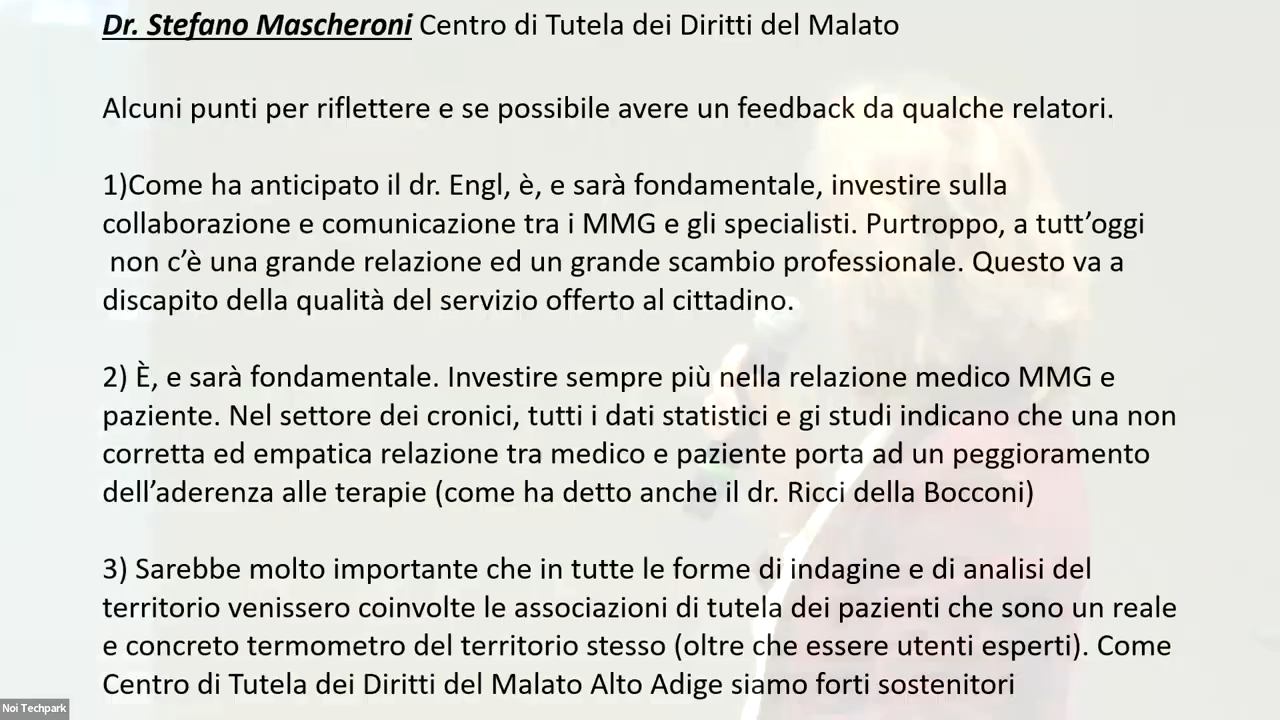 Dr. Stefano Mascheroni Centro di Tutela dei Diritti del Malato
Alcuni punti per riflettere e se possibile avere un feedback da qualche relatori.
1)Come ha anticipato il dr. Engl, è, e sarà fondamentale, investire sulla
collaborazione e comunicazione tra i MMG e gli specialisti. Purtroppo, a tutt’oggi
non c’è una grande relazione ed un grande scambio professionale. Questo va a
discapito della qualità del servizio offerto al cittadino.
2) È, e sarà fondamentale. Investire sempre più nella relazione medico MMG e
paziente. Nel settore dei cronici, tutti i dati statistici e gi studi indicano che una non
corretta ed empatica relazione tra medico e paziente porta ad un peggioramento
dell’aderenza alle terapie (come ha detto anche il dr. Ricci della Bocconi)
3) Sarebbe molto importante che in tutte le forme di indagine e di analisi del
territorio venissero coinvolte le associazioni di tutela dei pazienti che sono un reale
e concreto termometro del territorio stesso (oltre che essere utenti esperti). Come
Centro di Tutela dei Diritti del Malato Alto Adige siamo forti sostenitori
Noi Techpark